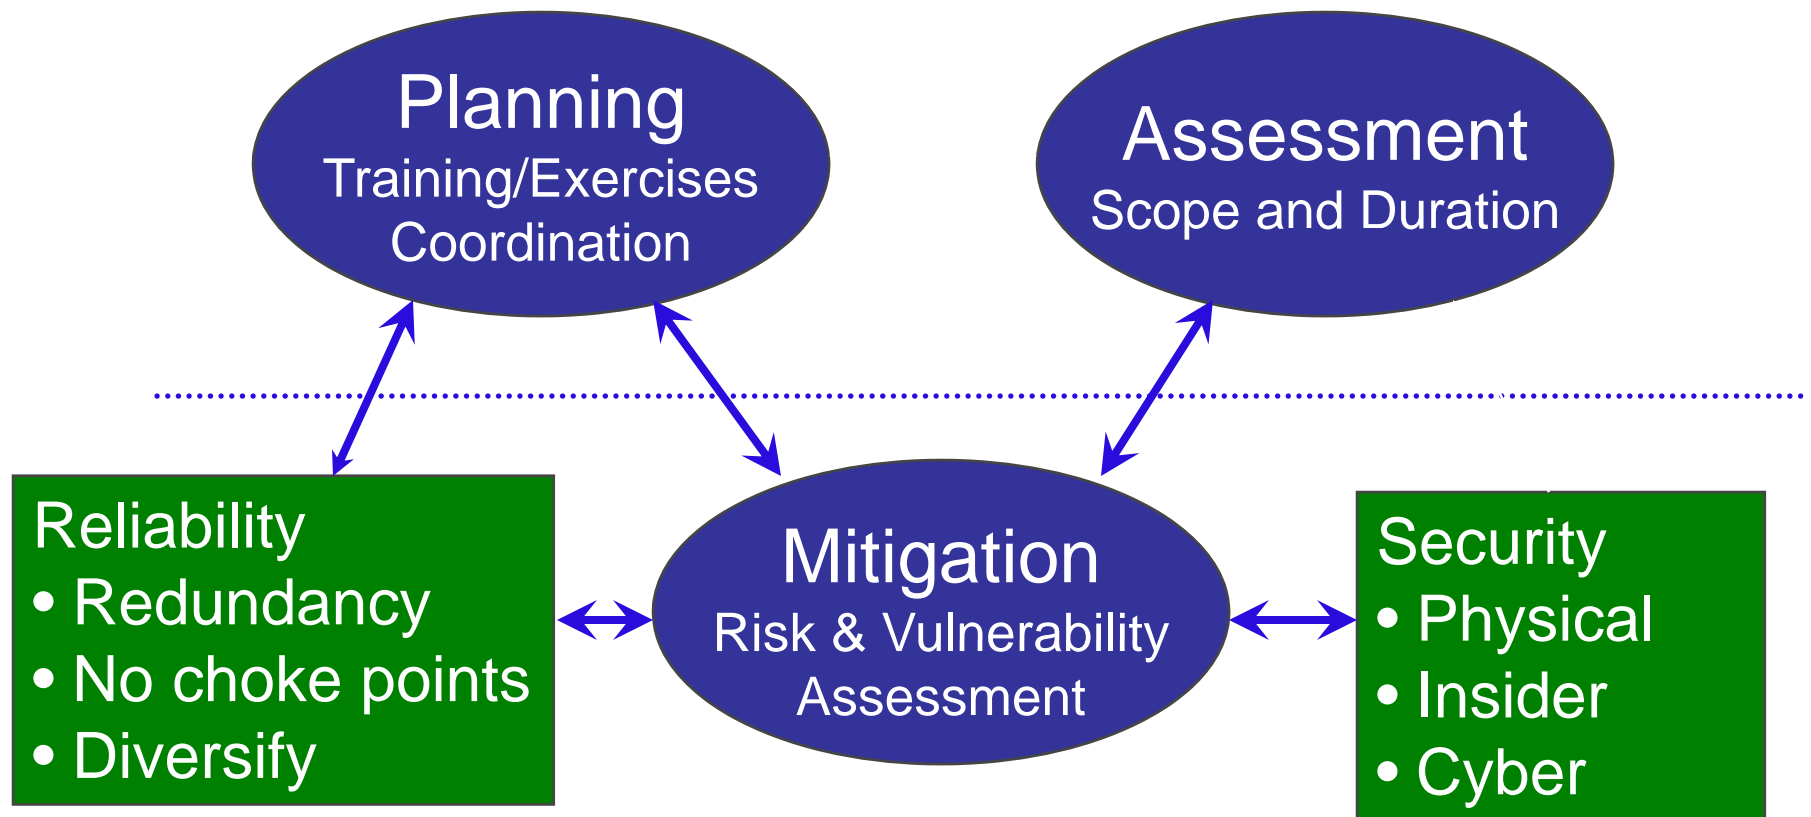 Planning
Training/Exercises
Coordination
Assessment
Scope and Duration
Reliability
• Redundancy
• No choke points
• Diversify
Mitigation
Risk & Vulnerability
Assessment
Security
• Physical
• Insider
• Cyber